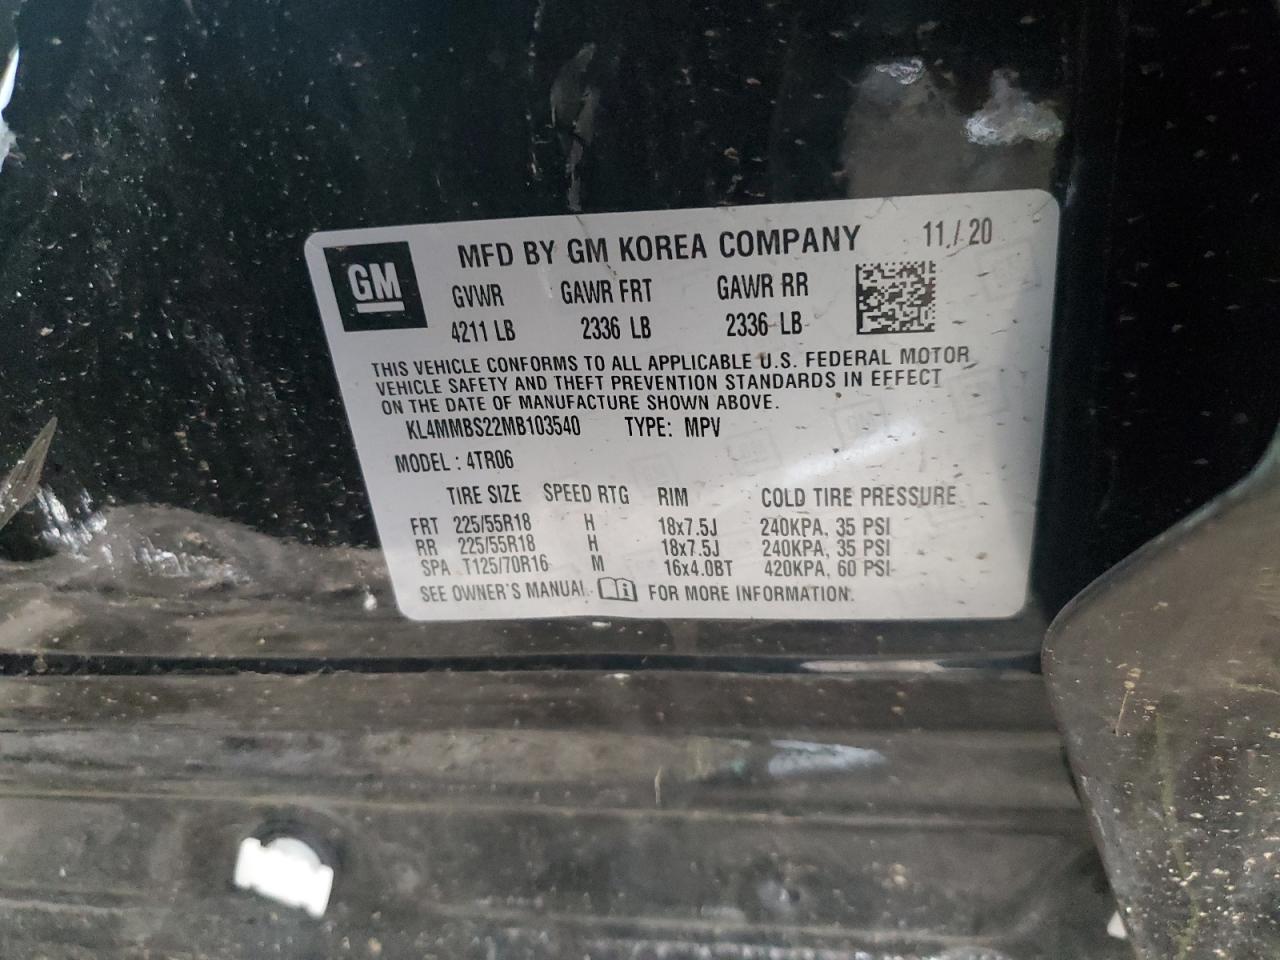 GM
MFD BY GM KOREA COMPANY 11 / 20
GVWR GAWR FRT GAWR RR
4211 LB 2336 LB 2336 LB
THIS VEHICLE CONFORMS TO ALL APPLICABLE U.S. FEDERAL MOTOR
VEHICLE SAFETY AND THEFT PREVENTION STANDARDS IN EFFECT
ON THE DATE OF MANUFACTURE SHOWN ABOVE.
KL4MMBS22MB103540 TYPE: MPV
MODEL : 4TR06
TIRE SIZE SPEED RTG RIM COLD TIRE PRESSURE
FRT 225/55R18 H 18x7.5J 240KPA, 35 PSI
RR 225/55R18 H 18x7.5J 240KPA, 35 PSI
SPA T125/70R16 M 16x4.0BT 420KPA, 60 PSI
SEE OWNER'S MANUAL FOR MORE INFORMATION.